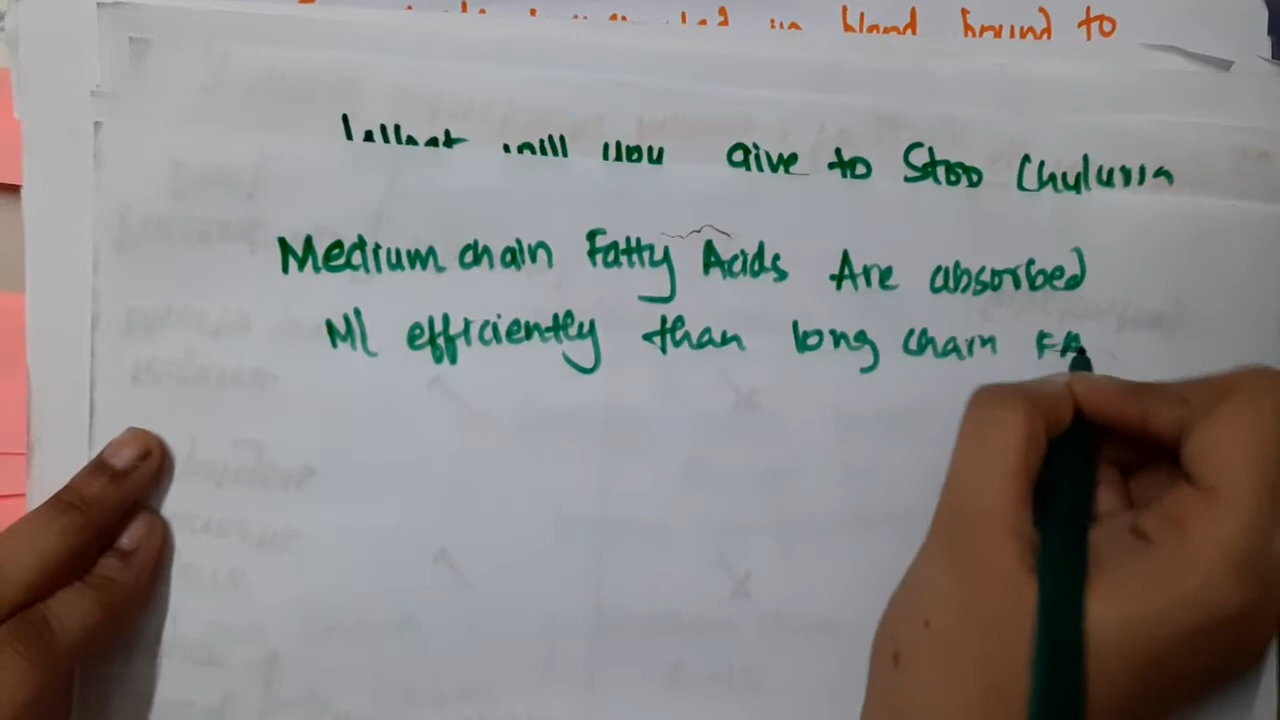 in blood bound to
What will you give to stop Chyluria
Medium chain Fatty Acids Are absorbed
efficiently than long chain FA